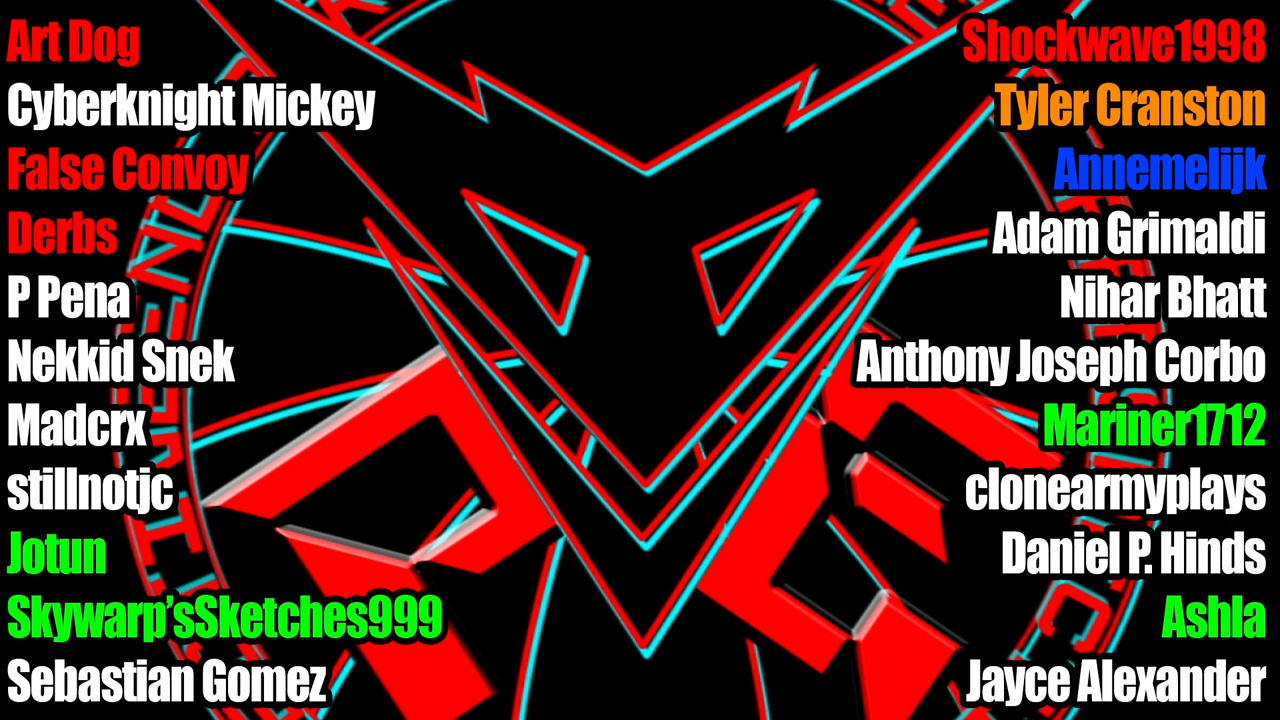 Art Dog
Cyberknight Mickey
False Convoy
Derbs
P Pena
Nekkid Snek
Madcrx
stillnotjc
Jotun
Skywarp'sSketches999
Sebastian Gomez
Shockwave1998
Tyler Cranston
Annemelijk
Adam Grimaldi
Nihar Bhatt
Anthony Joseph Corbo
Mariner1712
clonearmyplays
Daniel P. Hinds
Ashla
Jayce Alexander